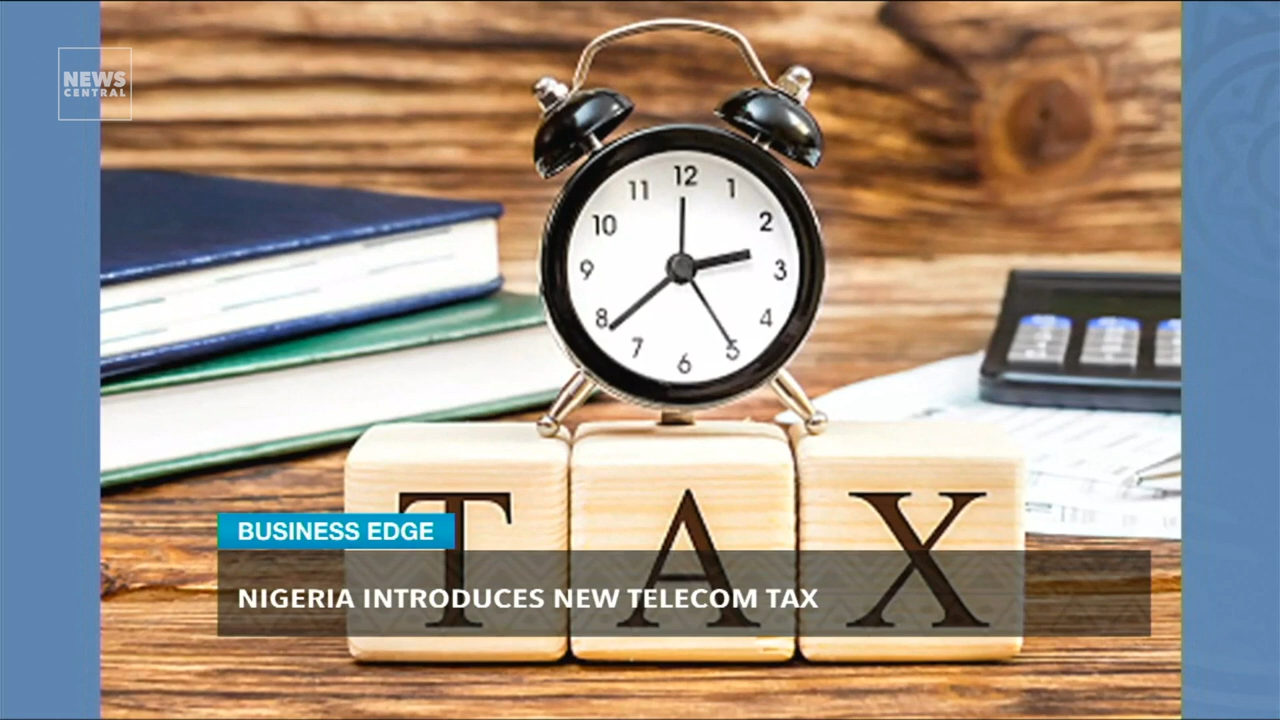 NEWS
CENTRAL
12
11
1
10
2
9
3
8
4
7
5
6
T A X
BUSINESS EDGE
NIGERIA INTRODUCES NEW TELECOM TAX